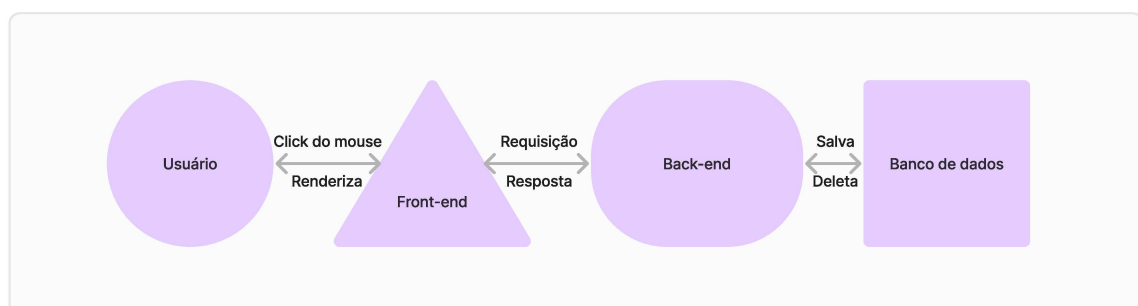 Usuário
Click do mouse
Renderiza
Front-end
Requisição
Resposta
Back-end
Salva
Deleta
Banco de dados